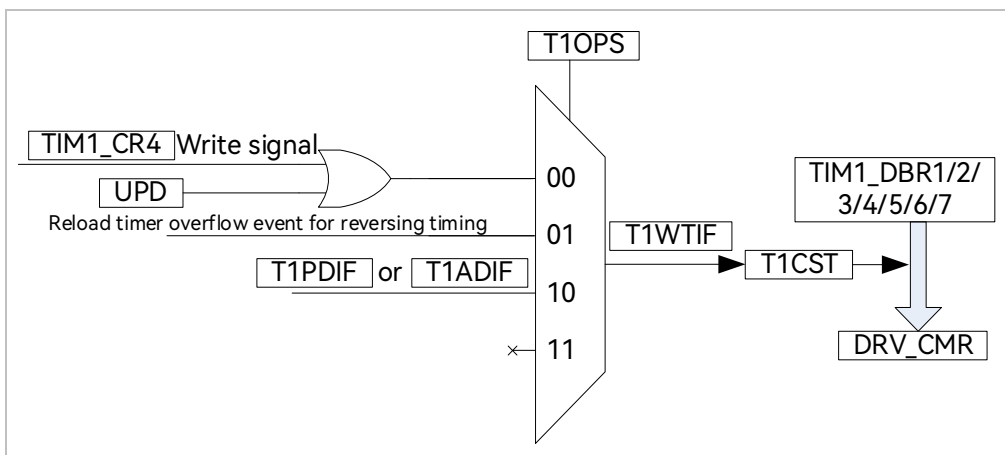 T1OPS
TIM1_CR4 Write signal
UPD
Reload timer overflow event for reversing timing
T1PDIF or T1ADIF
00
01
10
11
T1WTIF
T1CST
TIM1_DBR1/2/
3/4/5/6/7
DRV_CMR